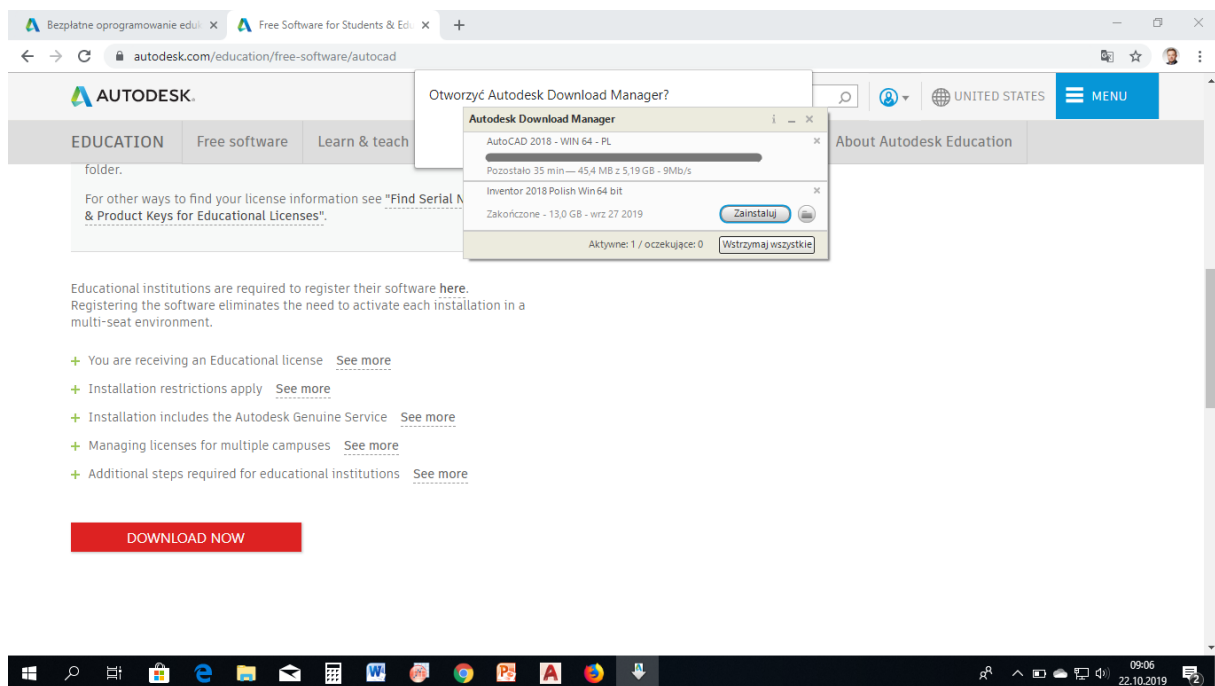 Bezpłatne oprogramowanie eduk
Free Software for Students & Edu
autodesk.com/education/free-software/autocad
AUTODESK.
Otworzyć Autodesk Download Manager?
UNITED STATES
MENU
EDUCATION
Free software
Learn & teach
About Autodesk Education
Autodesk Download Manager
AutoCAD 2018 - WIN 64 - PL
Pozostało 35 min — 45,4 MB z 5,19 GB - 9Mb/s
Inventor 2018 Polish Win 64 bit
Zakończone - 13,0 GB - wrz 27 2019
Zainstaluj
Aktywne: 1 / oczekujące: 0
Wstrzymaj wszystkie
folder.
For other ways to find your license information see "Find Serial N
& Product Keys for Educational Licenses".
Educational institutions are required to register their software here.
Registering the software eliminates the need to activate each installation in a
multi-seat environment.
+ You are receiving an Educational license See more
+ Installation restrictions apply See more
+ Installation includes the Autodesk Genuine Service See more
+ Managing licenses for multiple campuses See more
+ Additional steps required for educational institutions See more
DOWNLOAD NOW
09:06
22.10.2019
2